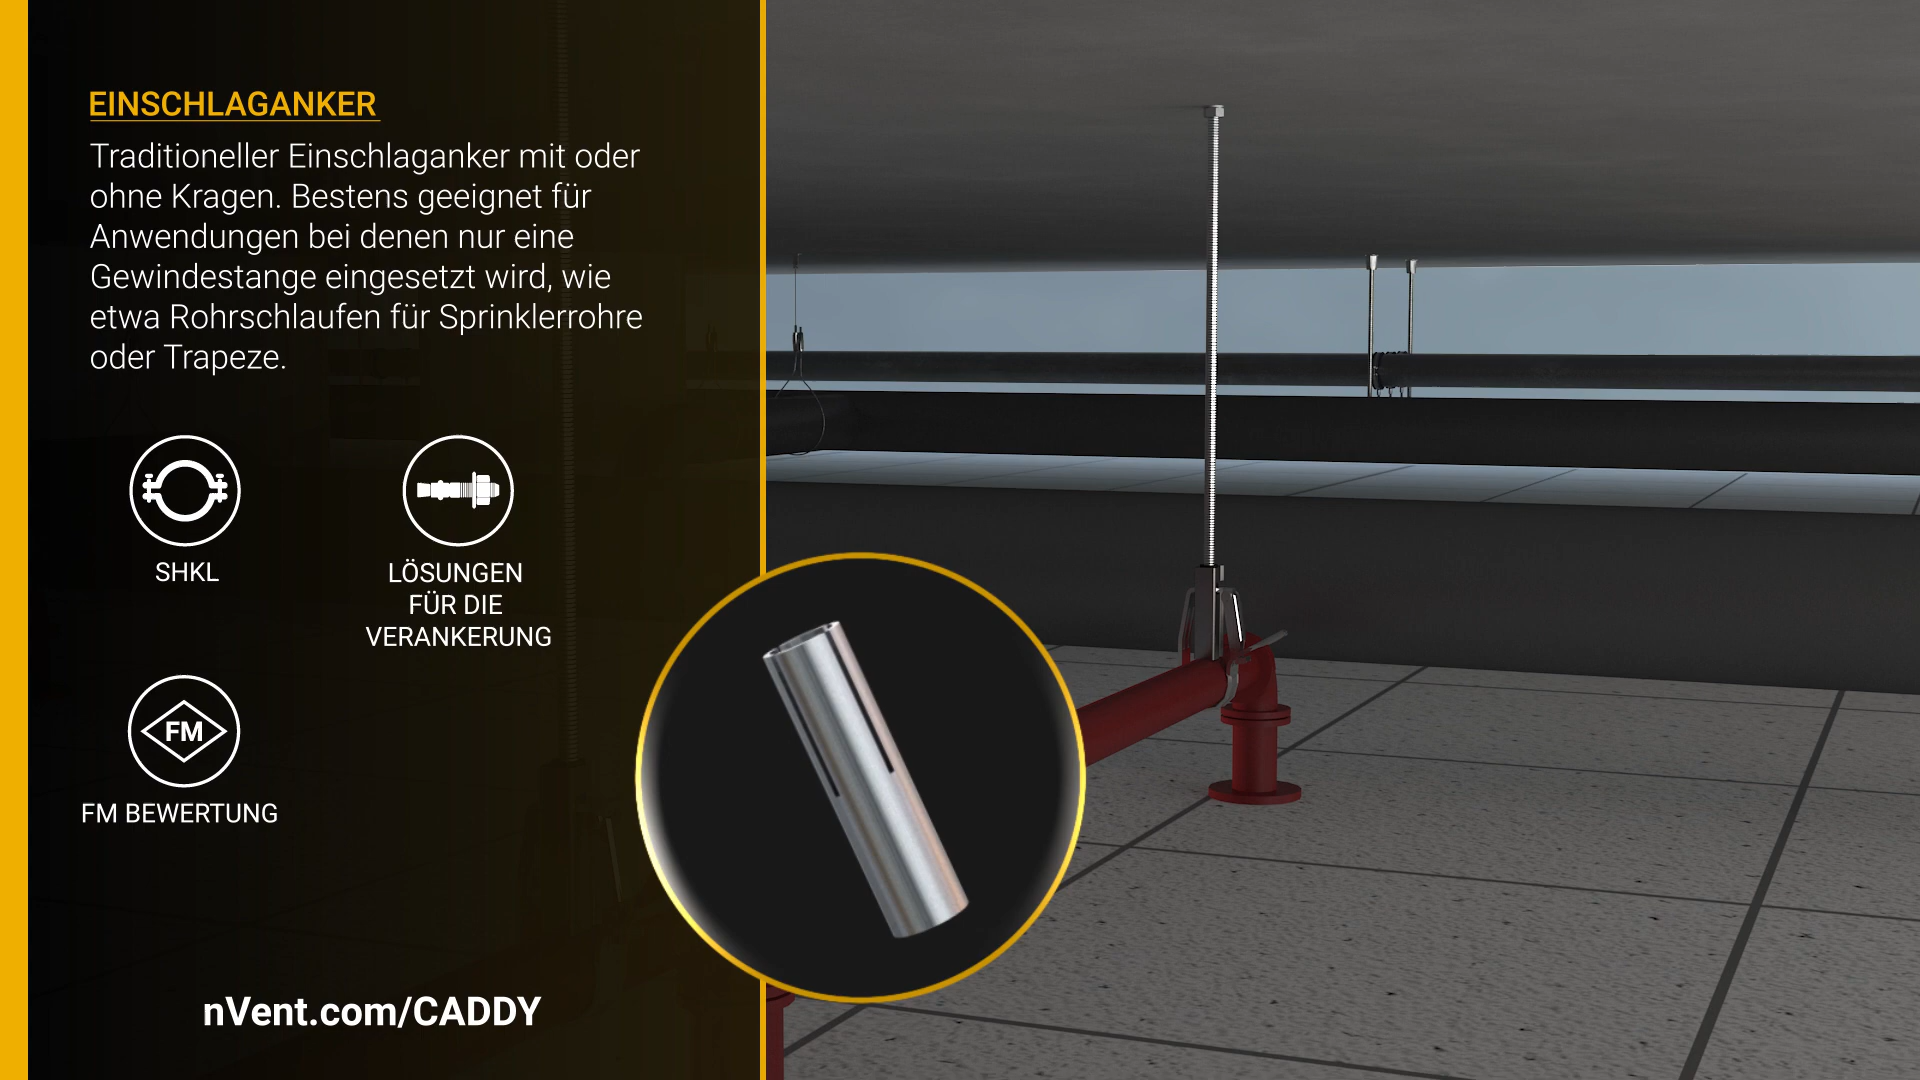 EINSCHLAGANKER
Traditioneller Einschlaganker mit oder
ohne Kragen. Bestens geeignet für
Anwendungen bei denen nur eine
Gewindestange eingesetzt wird, wie
etwa Rohrschlaufen für Sprinklerrohre
oder Trapeze.
SHKL
LÖSUNGEN
FÜR DIE
VERANKERUNG
FM
FM BEWERTUNG
nVent.com/CADDY